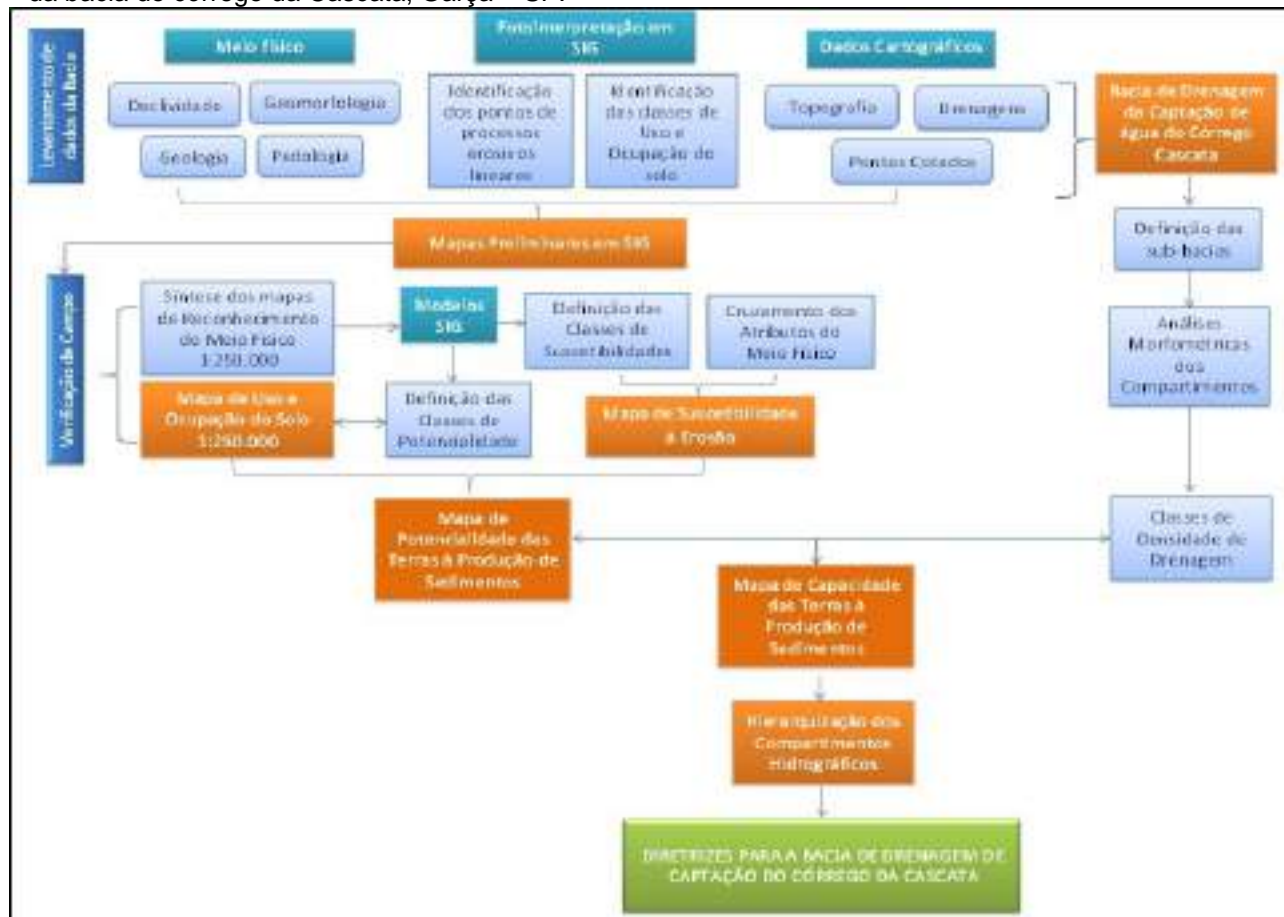 da bacia do córrego da Cascata, Garça – SP.
Levantamento de
dados da Bacia
Meio físico
Fotointerpretação em
SIG
Dados Cartográficos
Declividade
Geomorfologia
Geologia
Pedologia
Identificação
dos pontos de
processos
erosivos
lineares
Identificação
das classes de
Uso e
Ocupação do
solo
Topografia
Drenagens
Pontos Cotados
Bacia de Drenagem
da Captação de
água do Córrego
Cascata
Mapas Preliminares em SIG
Definição das
sub-bacias
Verificação de Campo
Síntese dos mapas
de Reconhecimento
do Meio Físico
1:250.000
Modelos
SIG
Definição das
Classes de
Suscetibilidades
Cruzamento dos
Atributos do
Meio Físico
Análises
Morfométricas
dos
Compartimentos
Mapa de Uso e
Ocupação do Solo
1:250.000
Definição das
Classes de
Potencialidade
Mapa de Suscetibilidade
à Erosão
Mapa de
Potencialidade das
Terras à Produção de
Sedimentos
Classes de
Densidade de
Drenagem
Mapa de Capacidade
das Terras à
Produção de
Sedimentos
Hierarquização dos
Compartimentos
Hidrográficos
DIRETRIZES PARA A BACIA DE DRENAGEM DE
CAPTAÇÃO DO CÓRREGO DA CASCATA